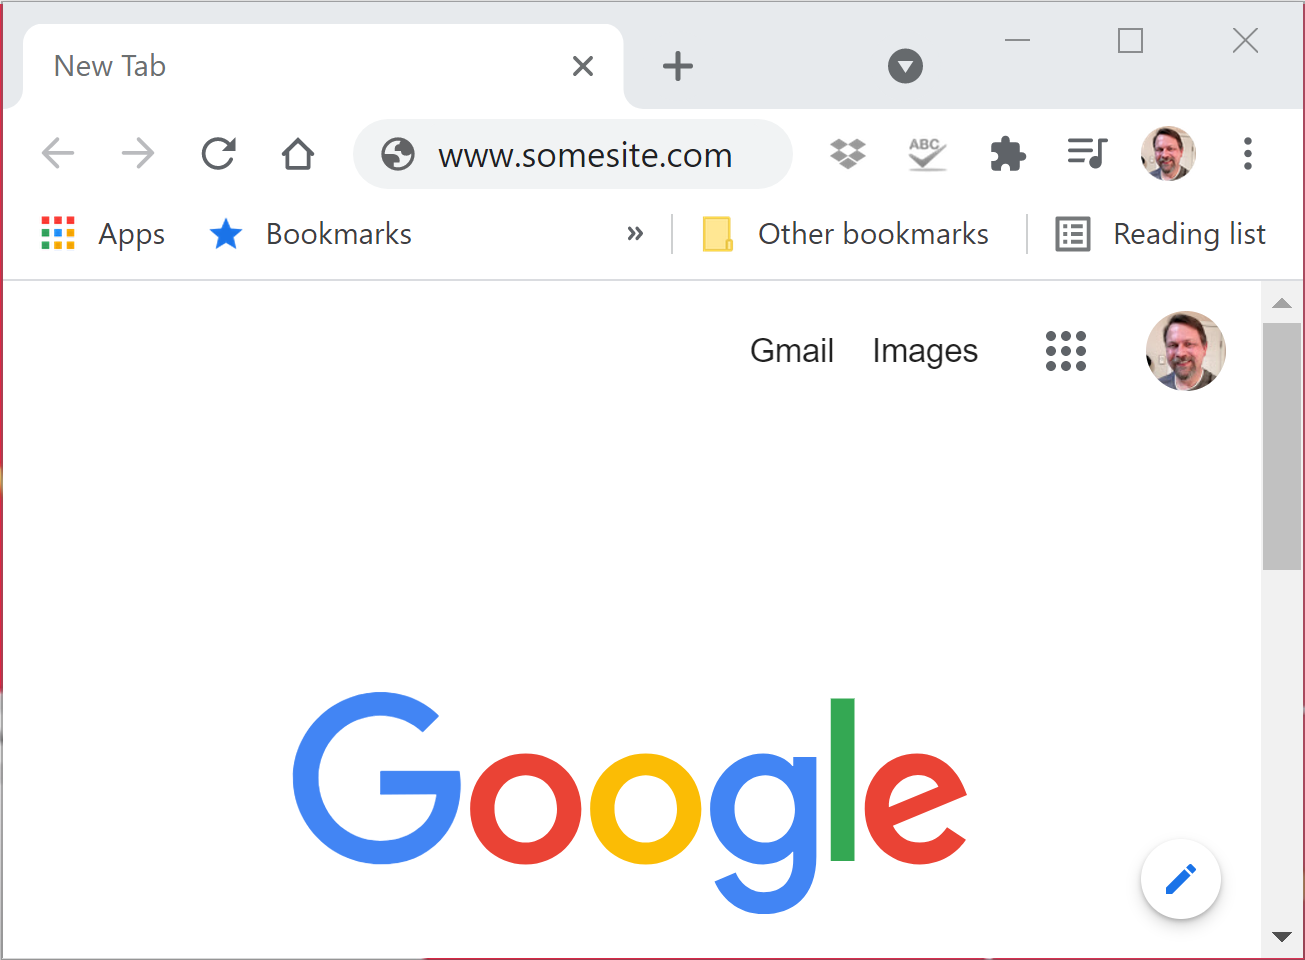 New Tab
www.somesite.com ABC
Apps Bookmarks » Other bookmarks Reading list
Gmail Images
Google